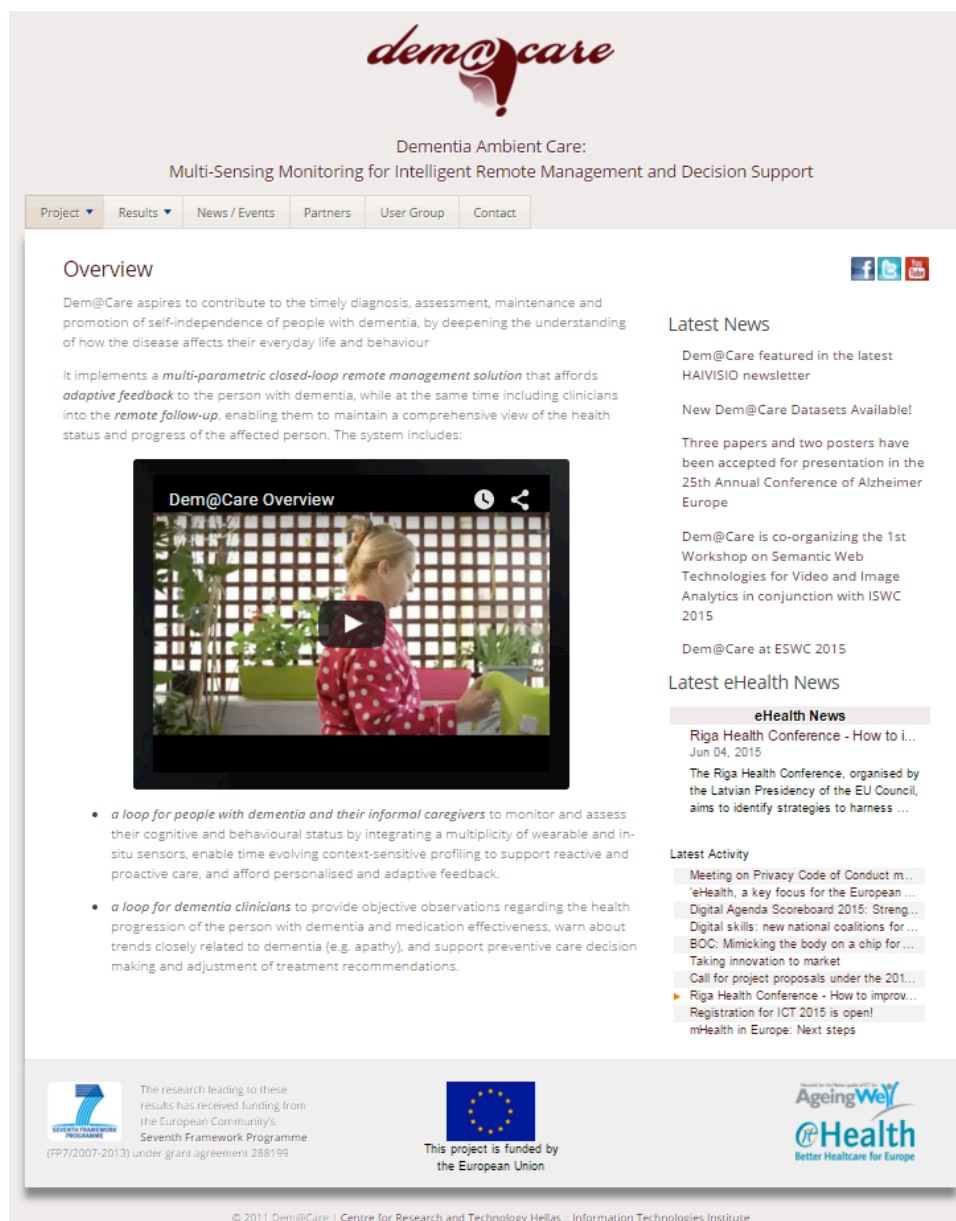 dem@care
Dementia Ambient Care:
Multi-Sensing Monitoring for Intelligent Remote Management and Decision Support
Project Results News / Events Partners User Group Contact
Overview
Dem@Care aspires to contribute to the timely diagnosis, assessment, maintenance and
promotion of self-independence of people with dementia, by deepening the understanding
of how the disease affects their everyday life and behaviour
It implements a multi-parametric closed-loop remote management solution that affords
adaptive feedback to the person with dementia, while at the same time including clinicians
into the remote follow-up, enabling them to maintain a comprehensive view of the health
status and progress of the affected person. The system includes:
Dem@Care Overview
a loop for people with dementia and their informal caregivers to monitor and assess
their cognitive and behavioural status by integrating a multiplicity of wearable and in-
situ sensors, enable time evolving context-sensitive profiling to support reactive and
proactive care, and afford personalised and adaptive feedback.
a loop for dementia clinicians to provide objective observations regarding the health
progression of the person with dementia and medication effectiveness, warn about
trends closely related to dementia (e.g. apathy), and support preventive care decision
making and adjustment of treatment recommendations.
You
Tube
Latest News
Dem@Care featured in the latest
HAIVISIO newsletter
New Dem@Care Datasets Available!
Three papers and two posters have
been accepted for presentation in the
25th Annual Conference of Alzheimer
Europe
Dem@Care is co-organizing the 1st
Workshop on Semantic Web
Technologies for Video and Image
Analytics in conjunction with ISWC
2015
Dem@Care at ESWC 2015
Latest eHealth News
eHealth News
Riga Health Conference - How to i...
Jun 04, 2015
The Riga Health Conference, organised by
the Latvian Presidency of the EU Council,
aims to identify strategies to harness ...
Latest Activity
Meeting on Privacy Code of Conduct m...
'eHealth, a key focus for the European ...
Digital Agenda Scoreboard 2015: Streng...
Digital skills: new national coalitions for ...
BOC: Mimicking the body on a chip for ...
Taking innovation to market
Call for project proposals under the 201...
Riga Health Conference - How to improv...
Registration for ICT 2015 is open!
mHealth in Europe: Next steps
SEVENTH FRAMEWORK
PROGRAMME
The research leading to these
results has received funding from
the European Community's
Seventh Framework Programme
(FP7/2007-2013) under grant agreement 288199
This project is funded by
the European Union
AgeingWell
Health
Better Healtcare for Europe
© 2011 Dem@Care | Centre for Research and Technology Hellas :: Information Technologies Institute